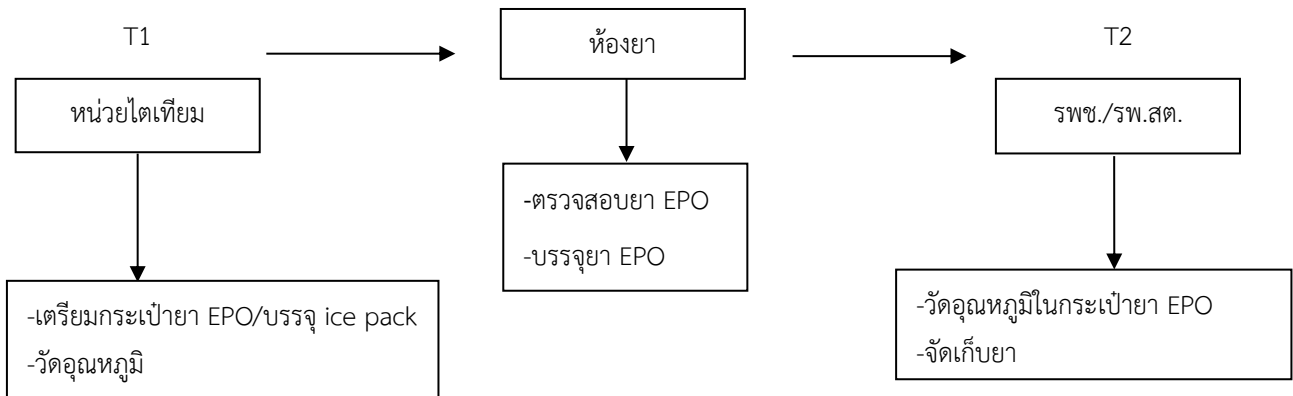 T1
หน่วยไตเทียม
-เตรียมกระเป๋ายา EPO/บรรจุ ice pack
-วัดอุณหภูมิ
ห้องยา
-ตรวจสอบยา EPO
-บรรจุยา EPO
T2
รพช./รพ.สต.
-วัดอุณหภูมิในกระเป๋ายา EPO
-จัดเก็บยา